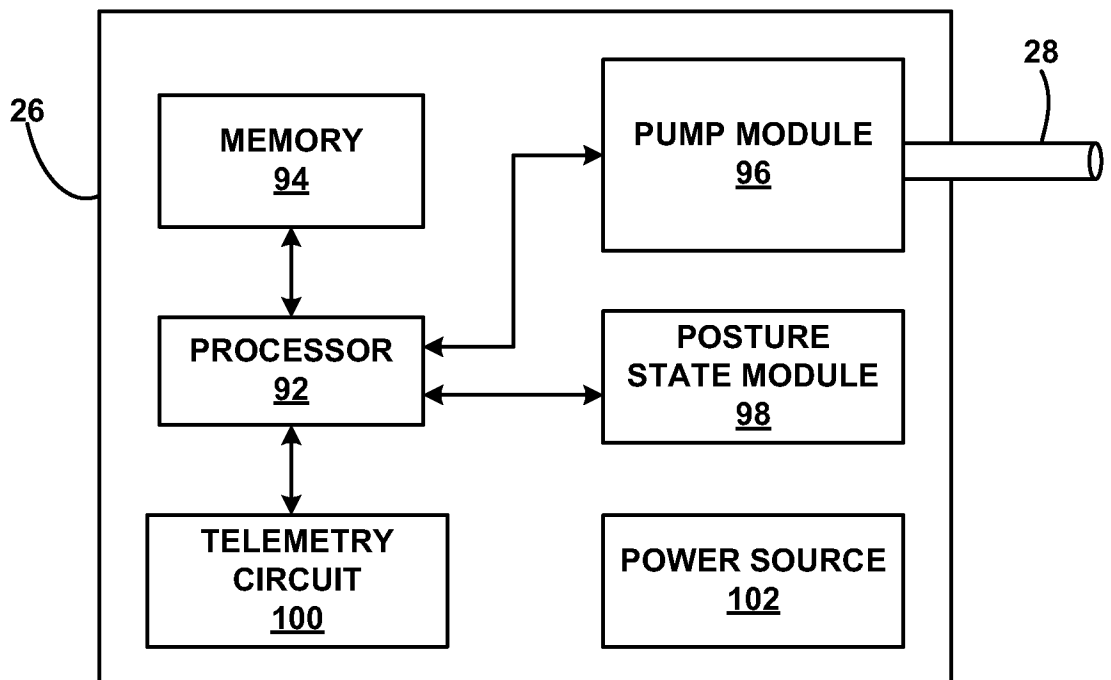 28
26
MEMORY
94
PUMP MODULE
96
PROCESSOR
92
POSTURE
STATE MODULE
98
TELEMETRY
CIRCUIT
100
POWER SOURCE
102